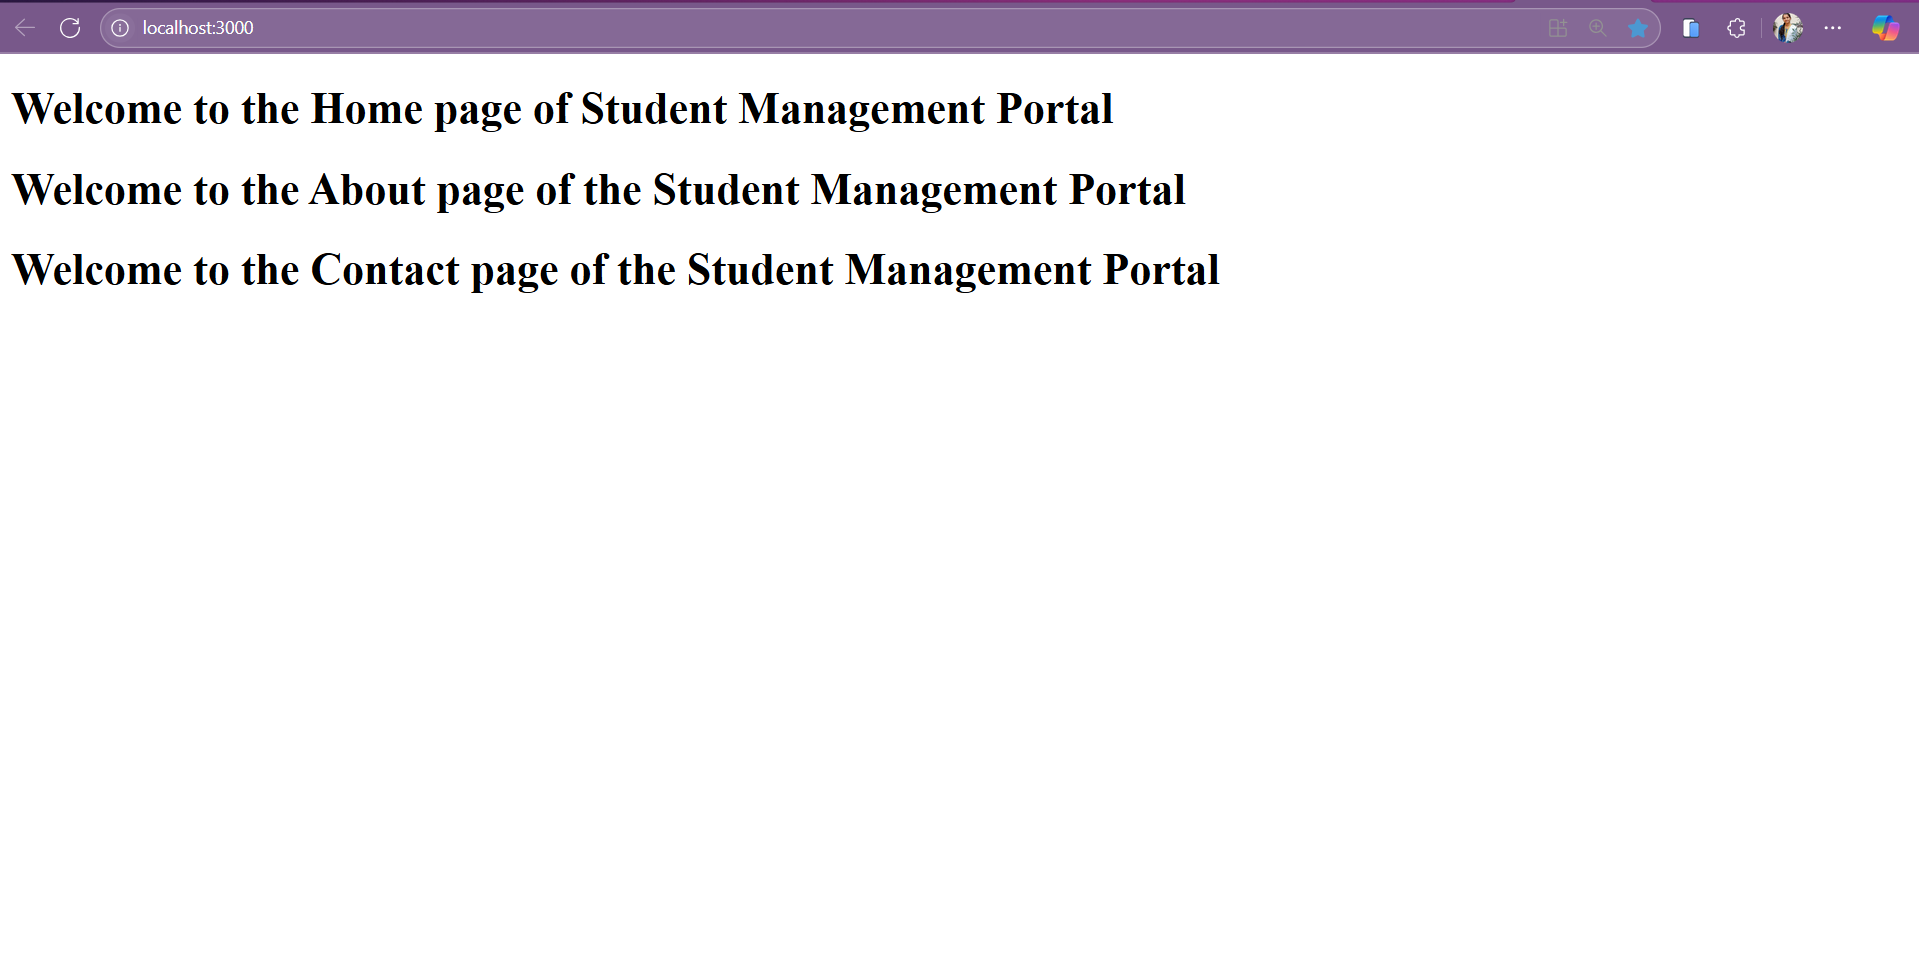 localhost:3000
Welcome to the Home page of Student Management Portal
Welcome to the About page of the Student Management Portal
Welcome to the Contact page of the Student Management Portal